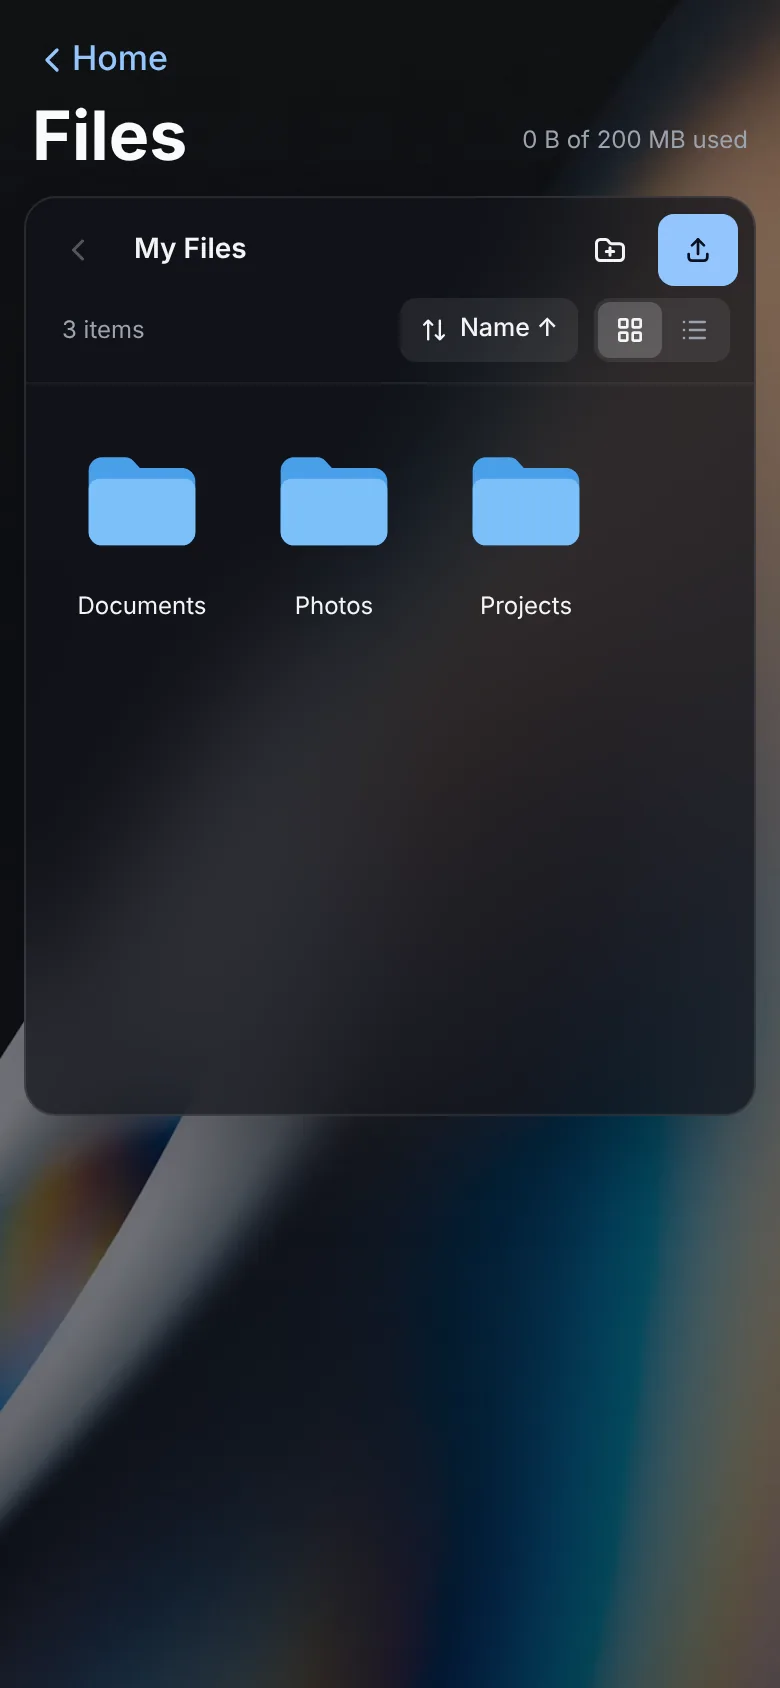 Home
Files
0 B of 200 MB used
My Files
3 items
Name ↑
Documents
Photos
Projects